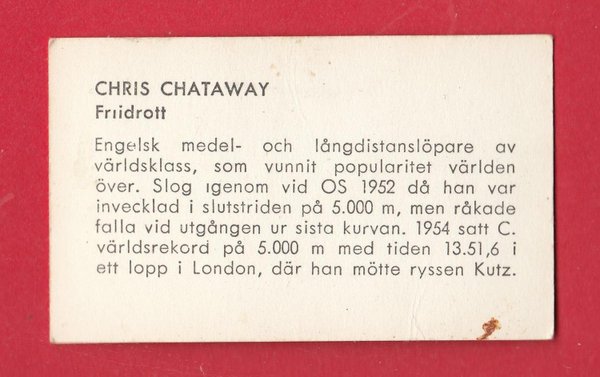 CHRIS CHATAWAY
Friidrott
Engelsk medel- och långdistanslöpare av
världsklass, som vunnit popularitet världen
över. Slog igenom vid OS 1952 då han var
invecklad i slutstriden på 5.000 m, men råkade
falla vid utgången ur sista kurvan. 1954 satt C.
världsrekord på 5.000 m med tiden 13.51,6 i
ett lopp i London, där han mötte ryssen Kutz.